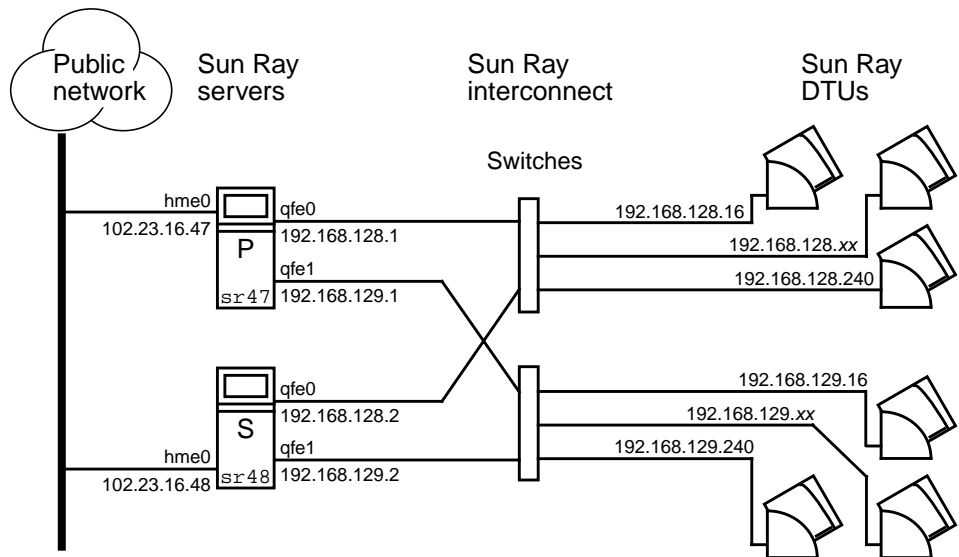 Public
network
Sun Ray
servers
Sun Ray
interconnect
Sun Ray
DTUs
Switches
hme0
102.23.16.47
P
sr47
qfe0
192.168.128.1
qfe1
192.168.129.1
192.168.128.16
192.168.128.xx
192.168.128.240
hme0
102.23.16.48
S
sr48
qfe0
192.168.128.2
qfe1
192.168.129.2
192.168.129.16
192.168.129.xx
192.168.129.240